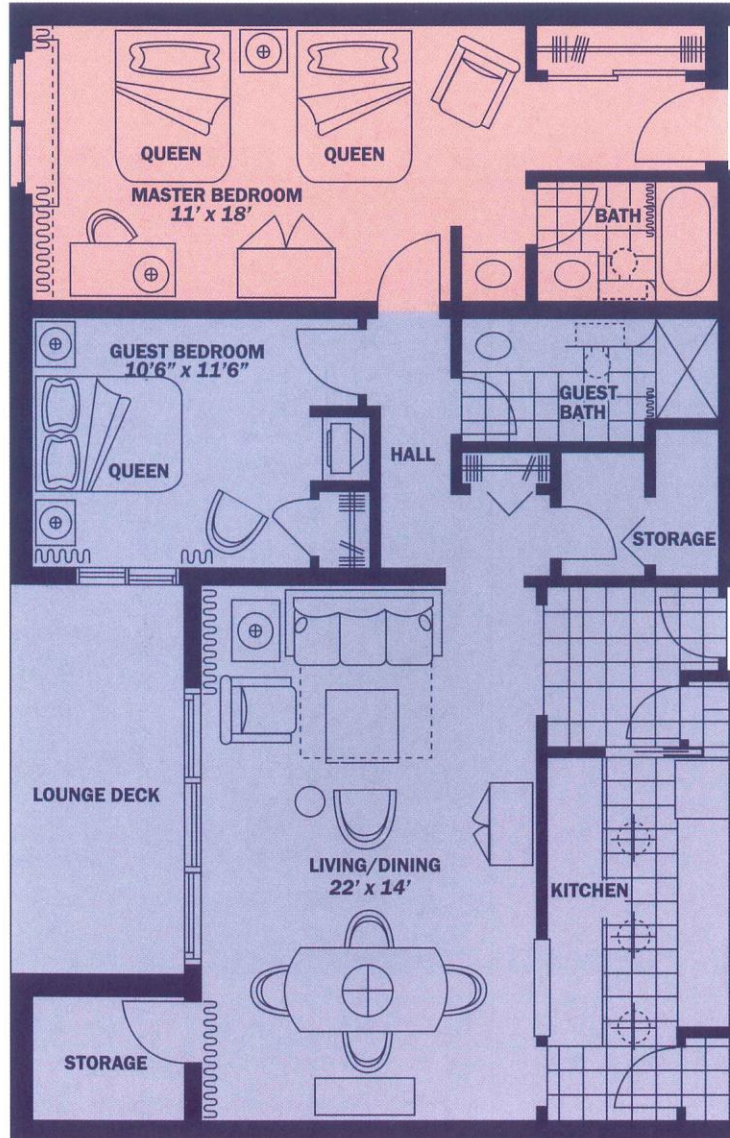 QUEEN
QUEEN
MASTER BEDROOM
11' x 18'
BATH
GUEST BEDROOM
10'6" x 11'6"
GUEST
BATH
QUEEN
HALL
STORAGE
LOUNGE DECK
LIVING/DINING
22' x 14'
KITCHEN
STORAGE